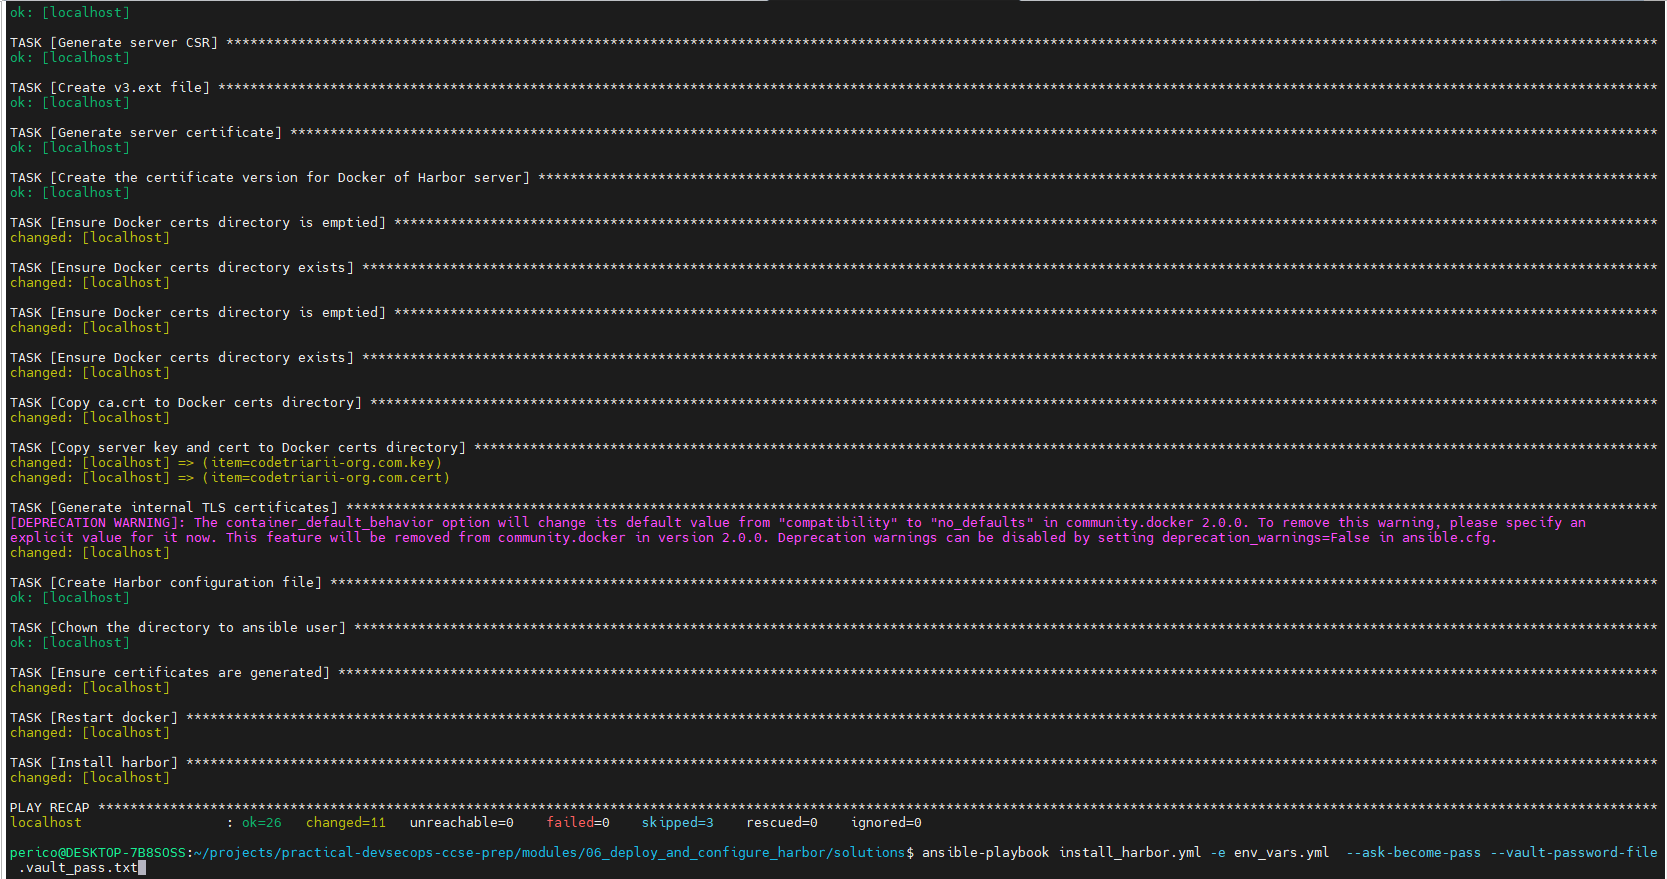 ok: [localhost]
TASK [Generate server CSR] ***********************************************************************************************************************************************************************************
ok: [localhost]
TASK [Create v3.ext file] ************************************************************************************************************************************************************************************
ok: [localhost]
TASK [Generate server certificate] ***************************************************************************************************************************************************************************
ok: [localhost]
TASK [Create the certificate version for Docker of Harbor server] ********************************************************************************************************************************************
ok: [localhost]
TASK [Ensure Docker certs directory is emptied] **************************************************************************************************************************************************************
changed: [localhost]
TASK [Ensure Docker certs directory exists] ******************************************************************************************************************************************************************
changed: [localhost]
TASK [Ensure Docker certs directory is emptied] **************************************************************************************************************************************************************
changed: [localhost]
TASK [Ensure Docker certs directory exists] ******************************************************************************************************************************************************************
changed: [localhost]
TASK [Copy ca.crt to Docker certs directory] *****************************************************************************************************************************************************************
changed: [localhost]
TASK [Copy server key and cert to Docker certs directory] ****************************************************************************************************************************************************
changed: [localhost] => (item=codetriarii-org.com.key)
changed: [localhost] => (item=codetriarii-org.com.cert)
TASK [Generate internal TLS certificates] ********************************************************************************************************************************************************************
[DEPRECATION WARNING]: The container_default_behavior option will change its default value from "compatibility" to "no_defaults" in community.docker 2.0.0. To remove this warning, please specify an
explicit value for it now. This feature will be removed from community.docker in version 2.0.0. Deprecation warnings can be disabled by setting deprecation_warnings=False in ansible.cfg.
changed: [localhost]
TASK [Create Harbor configuration file] **********************************************************************************************************************************************************************
ok: [localhost]
TASK [Chown the directory to ansible user] *******************************************************************************************************************************************************************
ok: [localhost]
TASK [Ensure certificates are generated] *********************************************************************************************************************************************************************
changed: [localhost]
TASK [Restart docker] ****************************************************************************************************************************************************************************************
changed: [localhost]
TASK [Install harbor] ****************************************************************************************************************************************************************************************
changed: [localhost]
PLAY RECAP ***************************************************************************************************************************************************************************************************
localhost                  : ok=26   changed=11   unreachable=0    failed=0    skipped=3    rescued=0    ignored=0
perico@DESKTOP-7B8SOSS:~/projects/practical-devsecops-ccse-prep/modules/06_deploy_and_configure_harbor/solutions$ ansible-playbook install_harbor.yml -e env_vars.yml  --ask-become-pass --vault-password-file
.vault_pass.txt